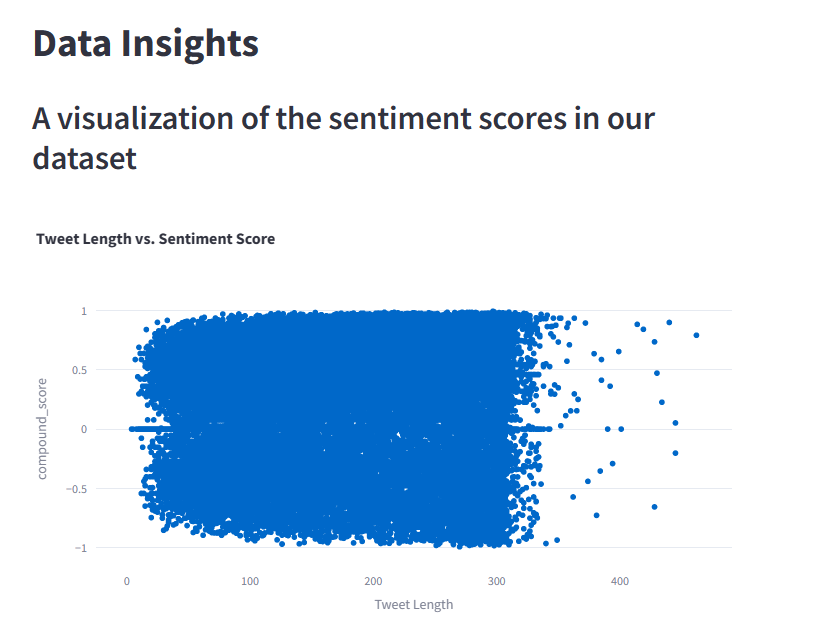 Data Insights
A visualization of the sentiment scores in our
dataset
Tweet Length vs. Sentiment Score
1
0.5
0
−0.5
−1
compound_score
0 100 200 300 400
Tweet Length